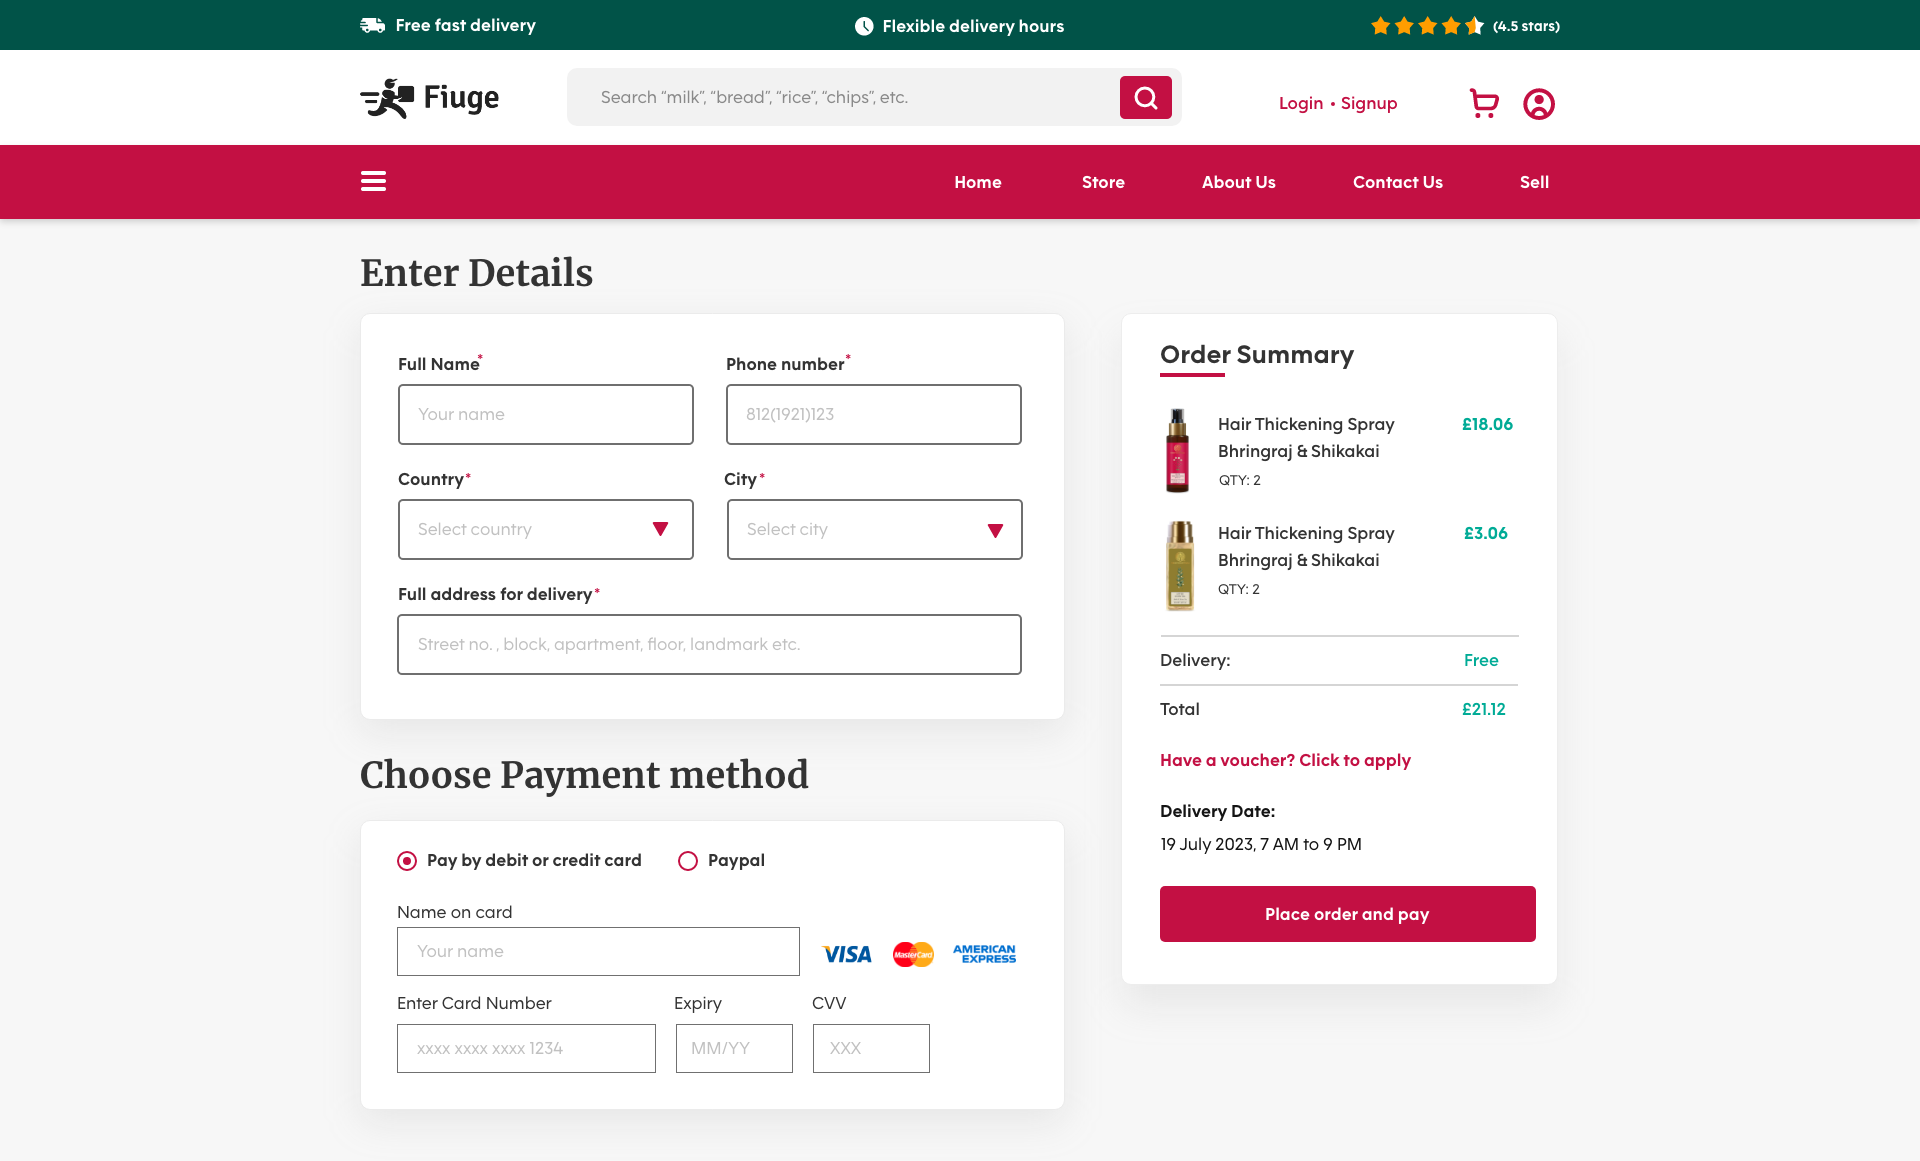 Free fast delivery
Flexible delivery hours
(4.5 stars)
Fiuge
Search “milk”, “bread”, “rice”, “chips”, etc.
Login • Signup
Home
Store
About Us
Contact Us
Sell
Enter Details
Full Name*
Phone number*
Your name
812(1921)123
Country*
City*
Select country
Select city
Full address for delivery*
Street no. , block, apartment, floor, landmark etc.
Choose Payment method
Pay by debit or credit card
Paypal
Name on card
Your name
VISA
MasterCard
AMERICAN
EXPRESS
Enter Card Number
Expiry
CVV
xxxx xxxx xxxx 1234
MM/YY
XXX
Order Summary
Hair Thickening Spray
£18.06
Bhringraj & Shikakai
QTY: 2
Hair Thickening Spray
£3.06
Bhringraj & Shikakai
QTY: 2
Delivery:
Free
Total
£21.12
Have a voucher? Click to apply
Delivery Date:
19 July 2023, 7 AM to 9 PM
Place order and pay